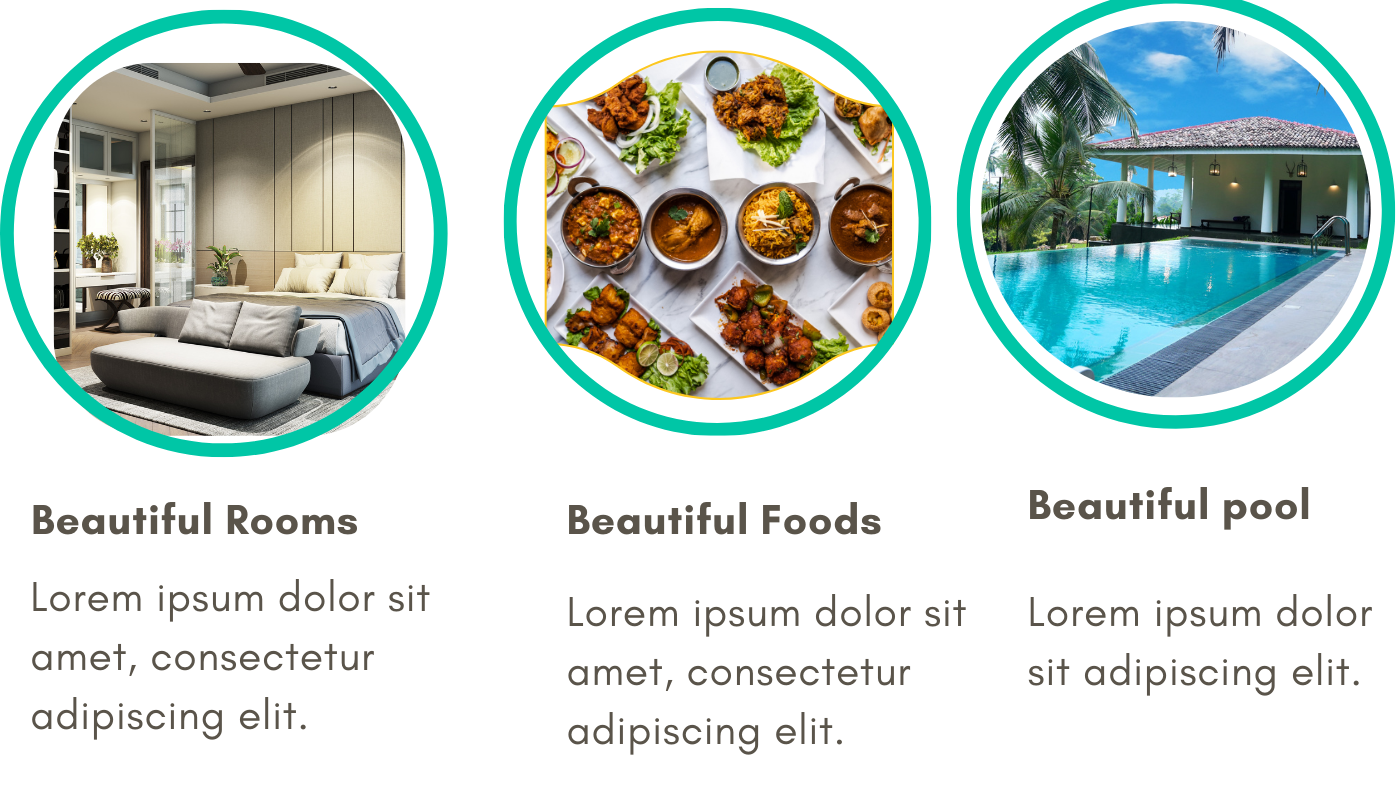 Beautiful Rooms
Lorem ipsum dolor sit
amet, consectetur
adipiscing elit.
Beautiful Foods
Lorem ipsum dolor sit
amet, consectetur
adipiscing elit.
Beautiful pool
Lorem ipsum dolor
sit adipiscing elit.